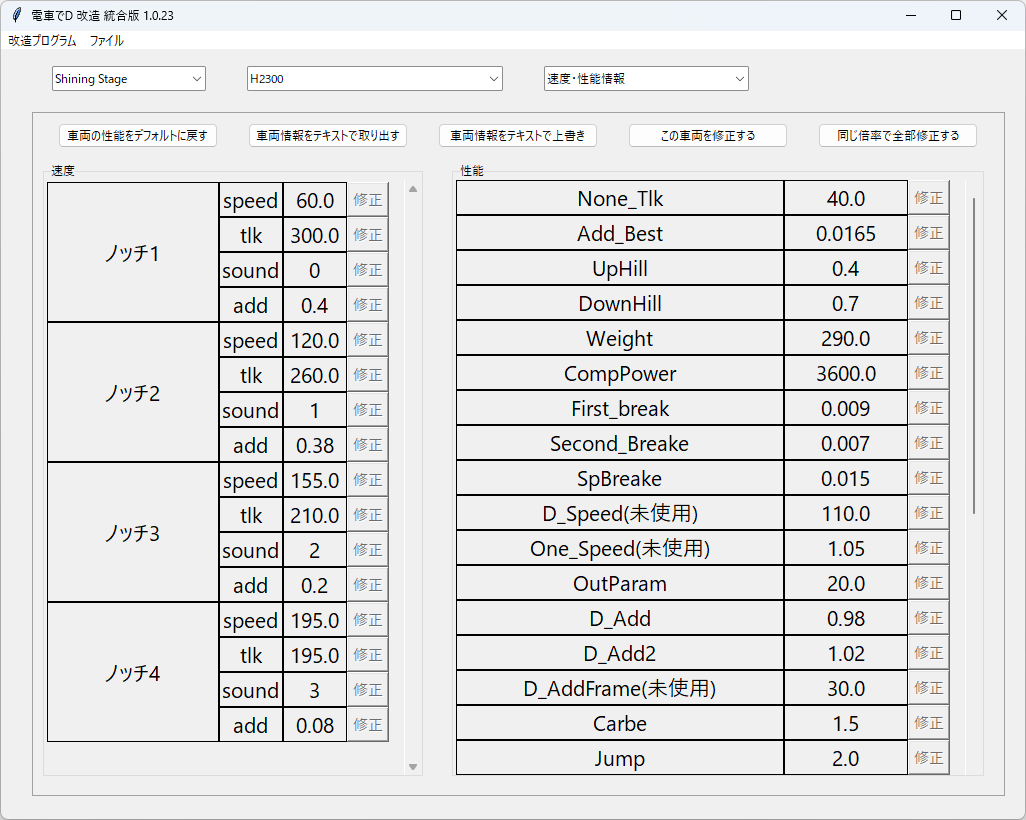 電車でD 改造 統合版 1.0.23
改造プログラム ファイル
Shining Stage H2300 速度・性能情報
車両の性能をデフォルトに戻す 車両情報をテキストで取り出す 車両情報をテキストで上書き この車両を修正する 同じ倍率で全部修正する
速度
ノッチ1
speed 60.0 修正
tlk 300.0 修正
sound 0 修正
add 0.4 修正
ノッチ2
speed 120.0 修正
tlk 260.0 修正
sound 1 修正
add 0.38 修正
ノッチ3
speed 155.0 修正
tlk 210.0 修正
sound 2 修正
add 0.2 修正
ノッチ4
speed 195.0 修正
tlk 195.0 修正
sound 3 修正
add 0.08 修正
性能
None_Tlk 40.0 修正
Add_Best 0.0165 修正
UpHill 0.4 修正
DownHill 0.7 修正
Weight 290.0 修正
CompPower 3600.0 修正
First_break 0.009 修正
Second_Breake 0.007 修正
SpBreake 0.015 修正
D_Speed(未使用) 110.0 修正
One_Speed(未使用) 1.05 修正
OutParam 20.0 修正
D_Add 0.98 修正
D_Add2 1.02 修正
D_AddFrame(未使用) 30.0 修正
Carbe 1.5 修正
Jump 2.0 修正